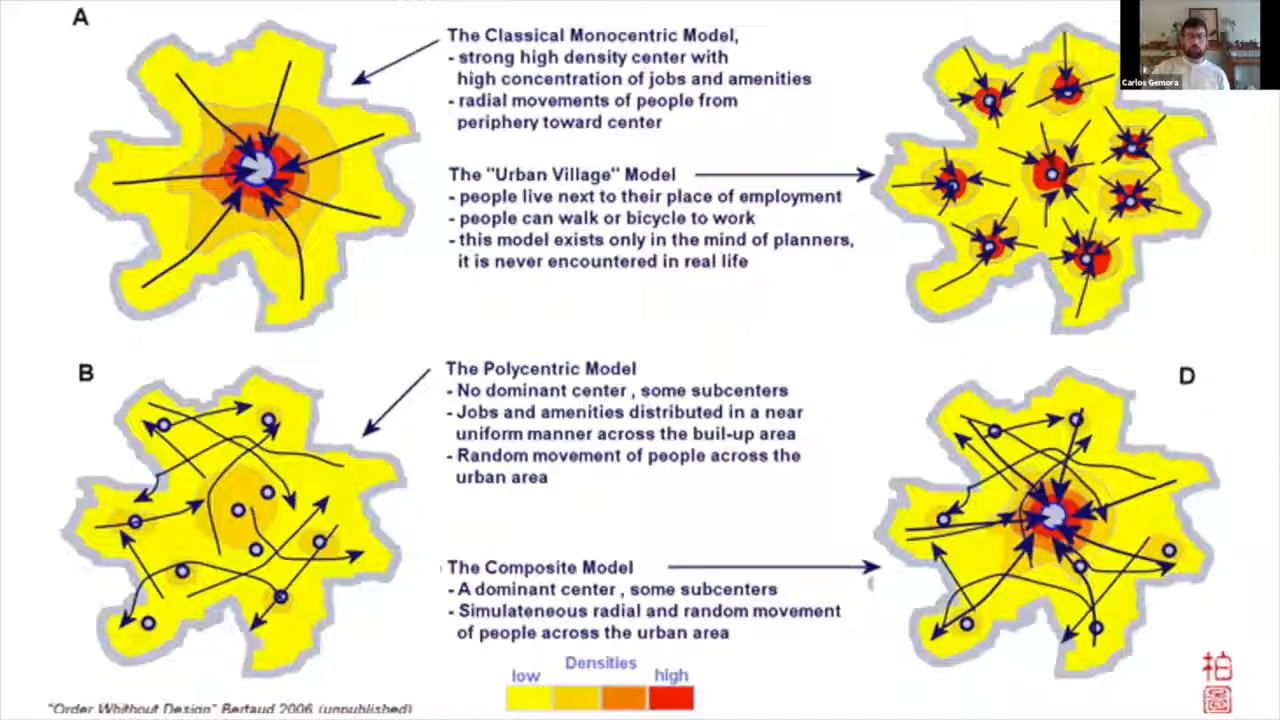 A
The Classical Monocentric Model,
- strong high density center with
high concentration of jobs and amenities
- radial movements of people from
periphery toward center
Carlos Gemora
The "Urban Village" Model
- people live next to their place of employment
- people can walk or bicycle to work
- this model exists only in the mind of planners,
it is never encountered in real life
B
The Polycentric Model
- No dominant center , some subcenters
- Jobs and amenities distributed in a near
uniform manner across the buil-up area
- Random movement of people across the
urban area
D
The Composite Model
- A dominant center , some subcenters
- Simulateneous radial and random movement
of people across the urban area
Densities
low high
"Order Whithout Design" Bertaud 2006 (unpublished)
柏
圖